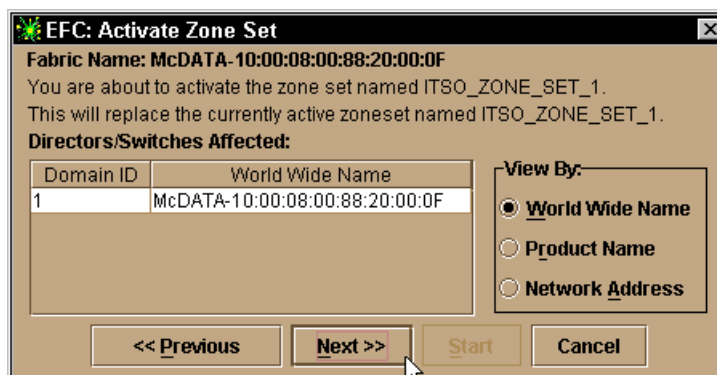 EFC: Activate Zone Set
Fabric Name: McDATA-10:00:08:00:88:20:00:0F
You are about to activate the zone set named ITSO_ZONE_SET_1.
This will replace the currently active zoneset named ITSO_ZONE_SET_1.
Directors/Switches Affected:
Domain ID World Wide Name
1 McDATA-10:00:08:00:88:20:00:0F
View By:
World Wide Name
Product Name
Network Address
<< Previous Next >> Start Cancel